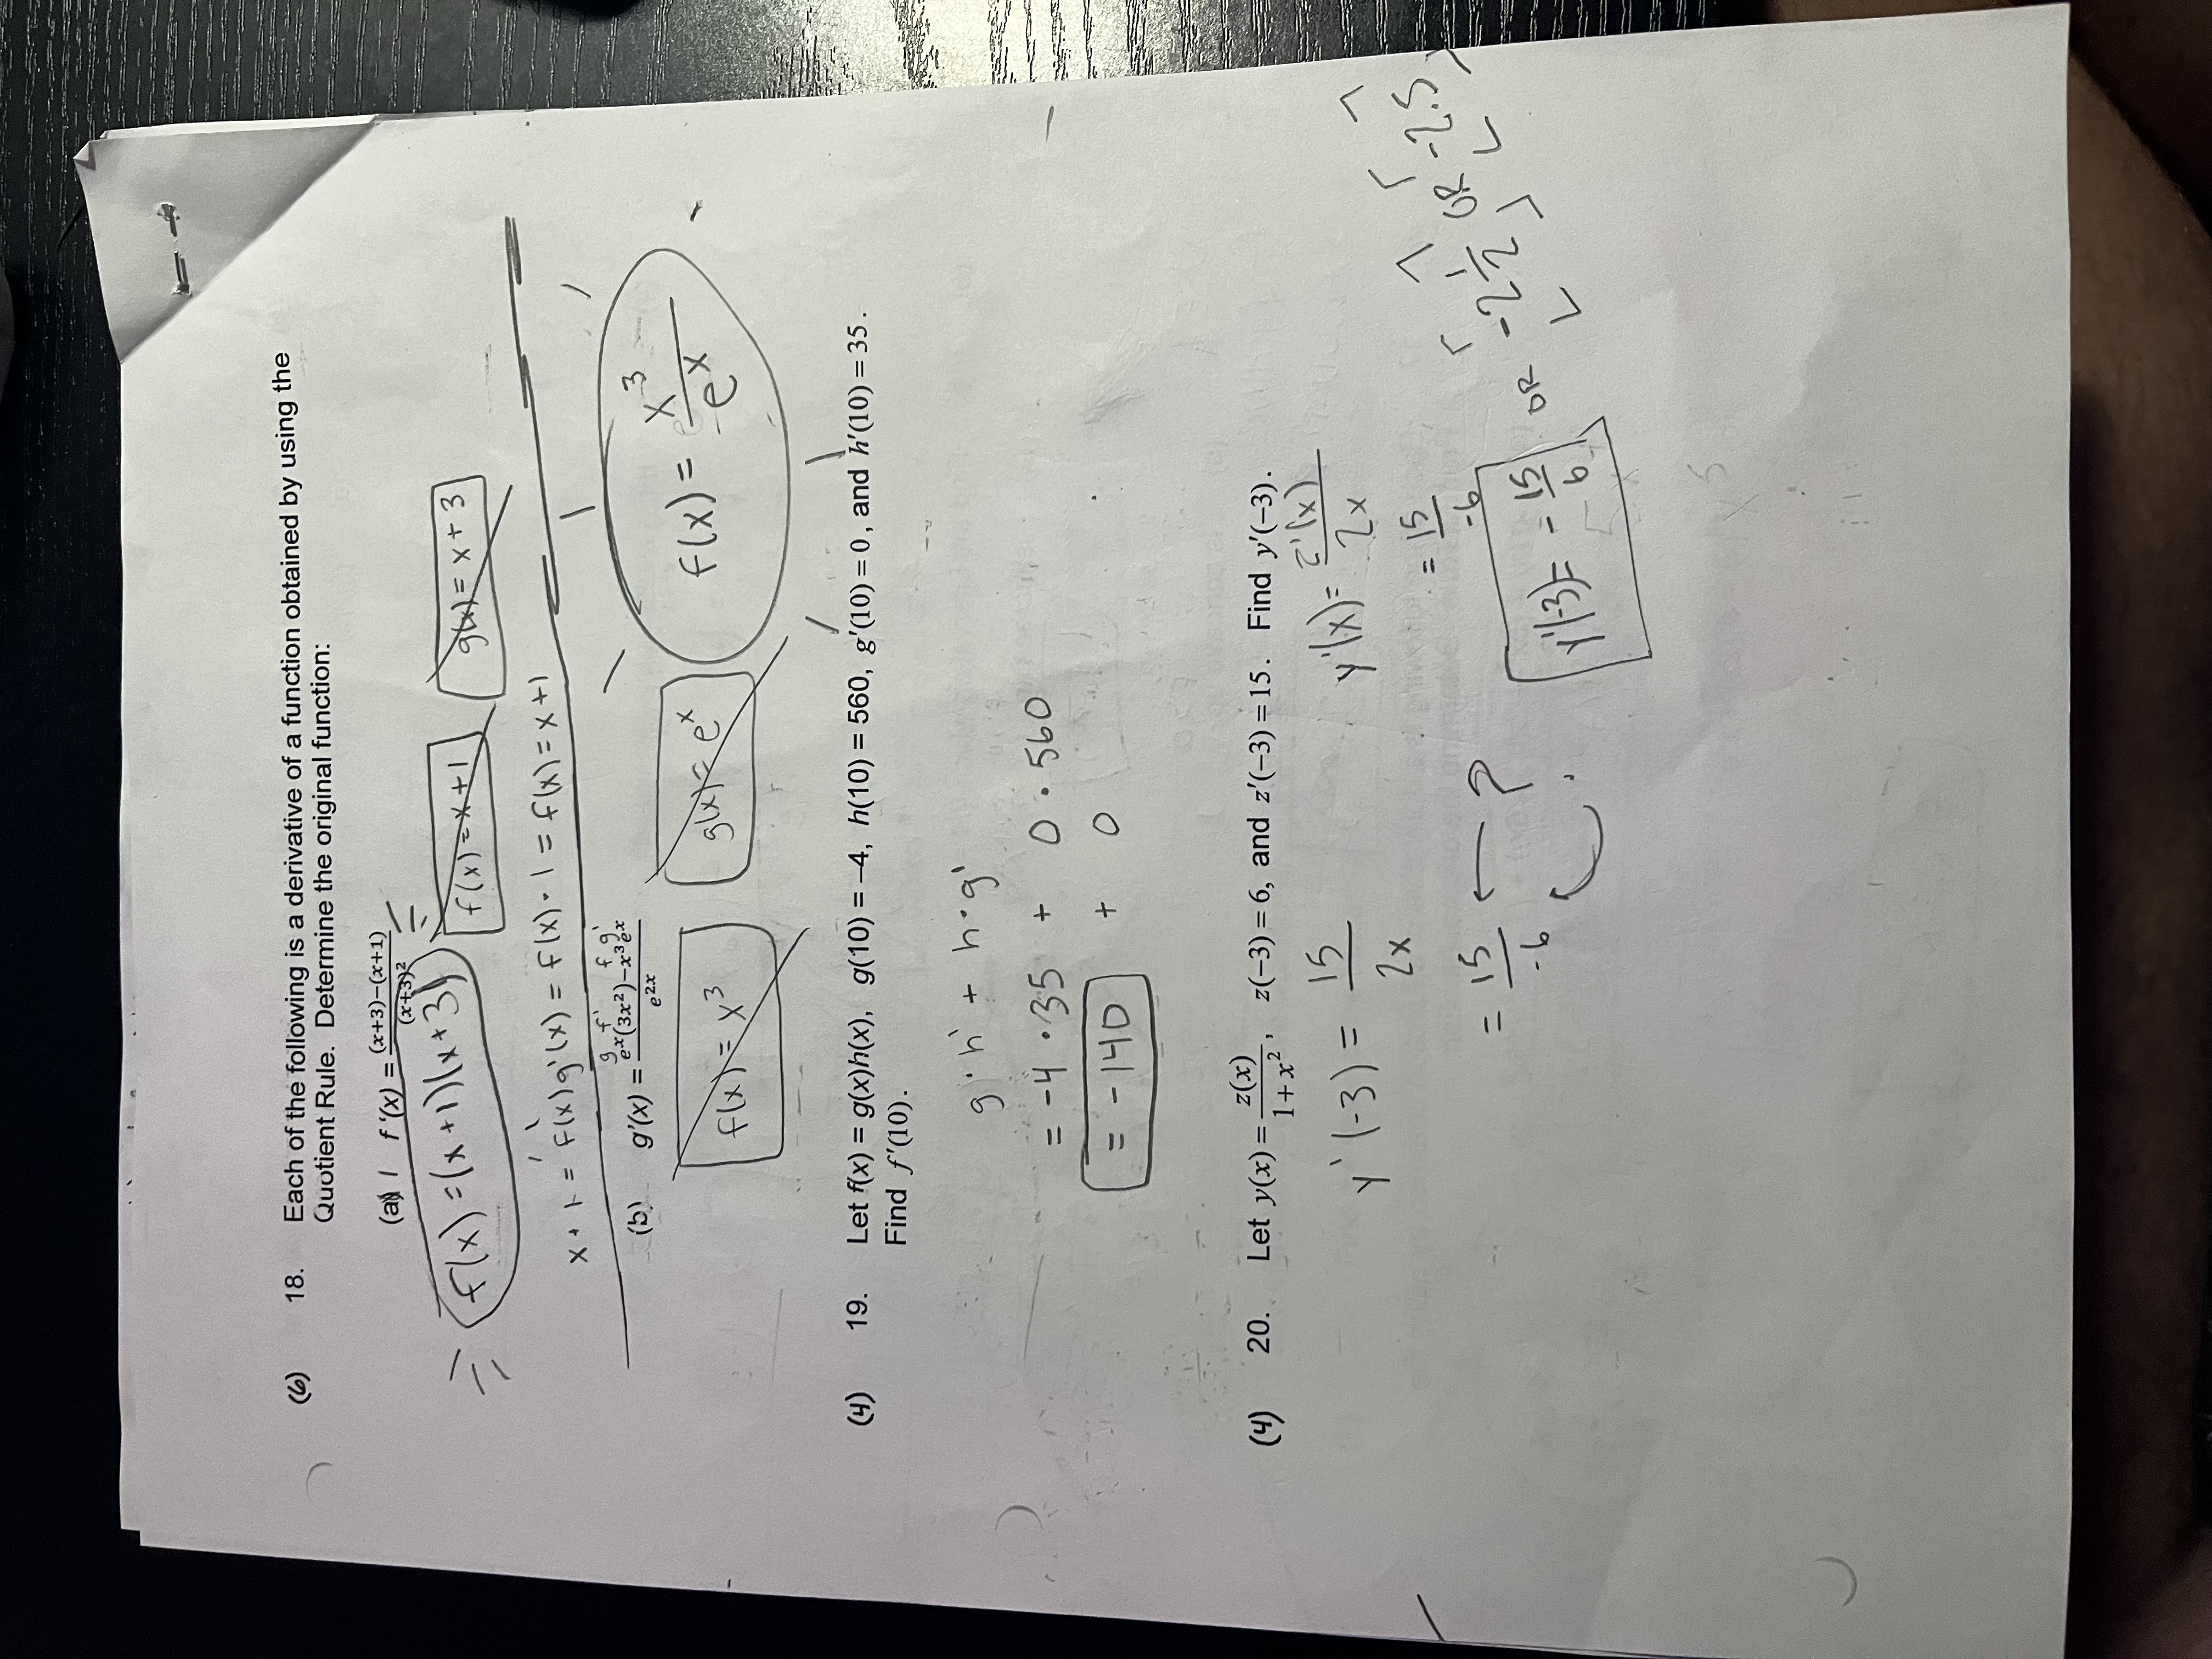 (6) 18. Each of the following is a derivative of a function obtained by using the
Quotient Rule. Determine the original function:
(a) f'(x) = \frac{(x+3)-(x+1)}{(x+3)^2}
f(x) = (x+1)(x+3) f(x) = x+1 g(x) = x+3
x + 1 = f(x)g'(x) = f(x)·1 = f(x) = x+1
g f' f g'
(b) g'(x) = \frac{e^x(3x^2)-x^3e^x}{e^{2x}}
f(x) = x^3 g(x) = e^x f(x) = \frac{x^3}{e^x}
(4) 19. Let f(x) = g(x)h(x), g(10) = –4, h(10) = 560, g'(10) = 0, and h'(10) = 35.
Find f'(10).
g·h' + h·g'
= -4 · 35 + 0 · 560
= -140 + 0
(4) 20. Let y(x) = \frac{z(x)}{1+x^2}, z(–3) = 6, and z'(–3) = 15. Find y'(–3).
y'(-3) = \frac{15}{2x} y'(x) = \frac{z'(x)}{2x}
= \frac{15}{-6} ← ? = \frac{15}{-6}
y'(-3) = -\frac{15}{6} OR -2\frac{1}{2} OR -2.5